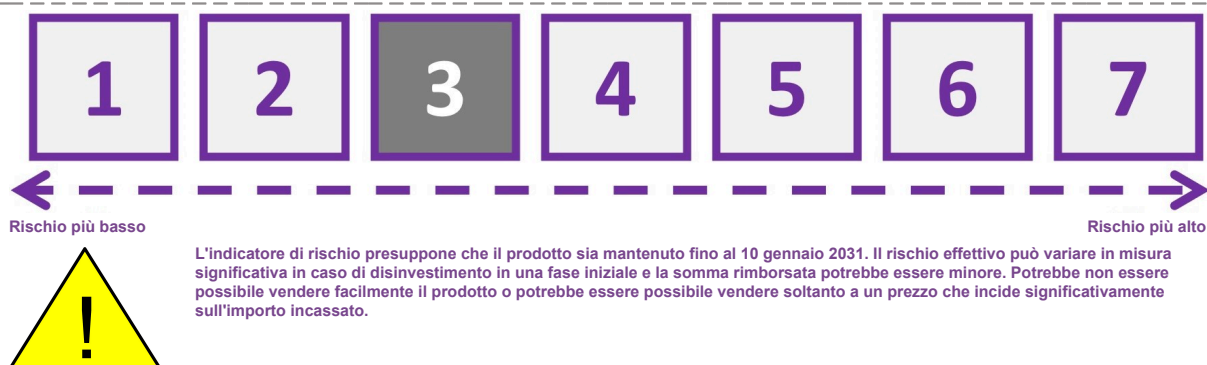 1 2 3 4 5 6 7
Rischio più basso Rischio più alto
L'indicatore di rischio presuppone che il prodotto sia mantenuto fino al 10 gennaio 2031. Il rischio effettivo può variare in misura
significativa in caso di disinvestimento in una fase iniziale e la somma rimborsata potrebbe essere minore. Potrebbe non essere
possibile vendere facilmente il prodotto o potrebbe essere possibile vendere soltanto a un prezzo che incide significativamente
sull'importo incassato.
!